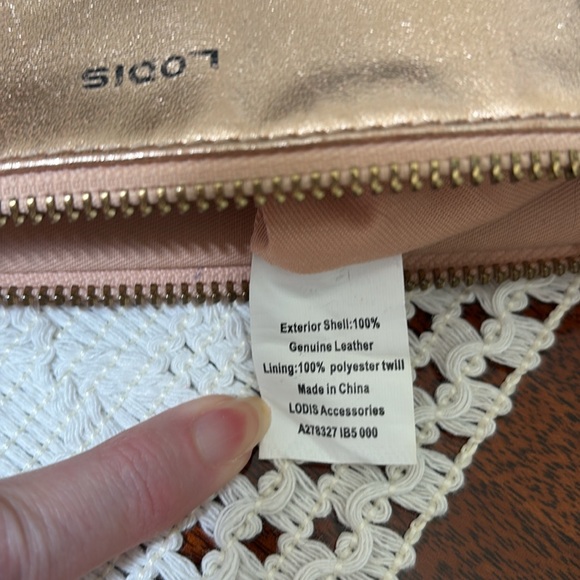 LODIS
Exterior Shell:100%
Genuine Leather
Lining:100% polyester twill
Made in China
LODIS Accessories
A278327 IB5 000